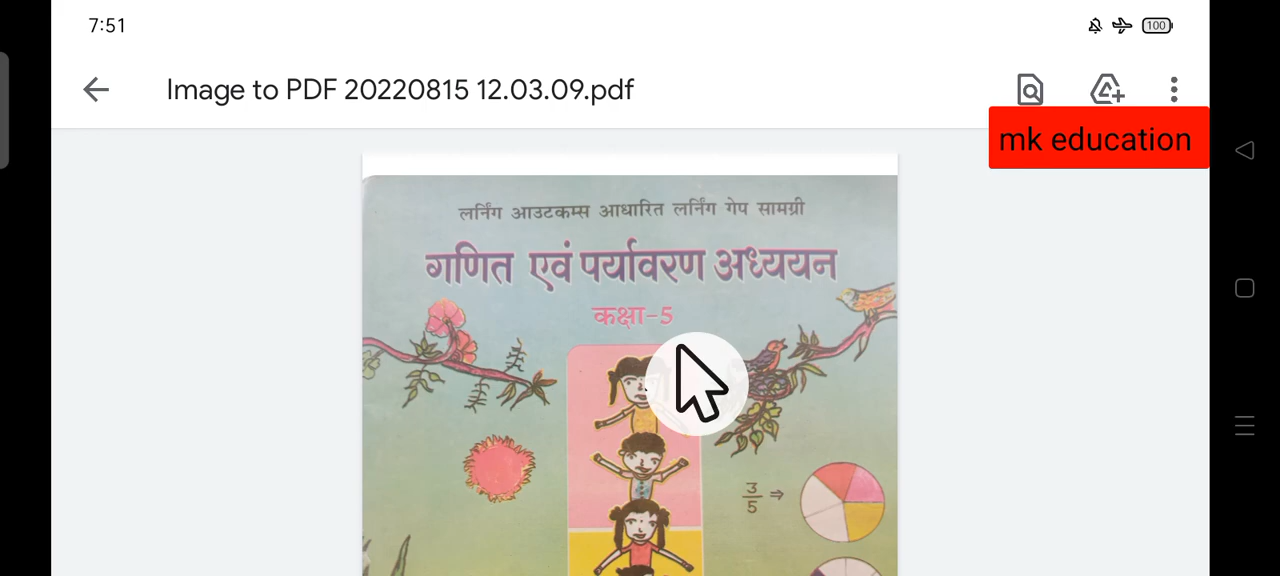 7:51
100
Image to PDF 20220815 12.03.09.pdf
mk education
लर्निंग आउटकम्स आधारित लर्निंग गेप सामग्री
गणित एवं पर्यावरण अध्ययन
कक्षा-5
3/5 ⇒